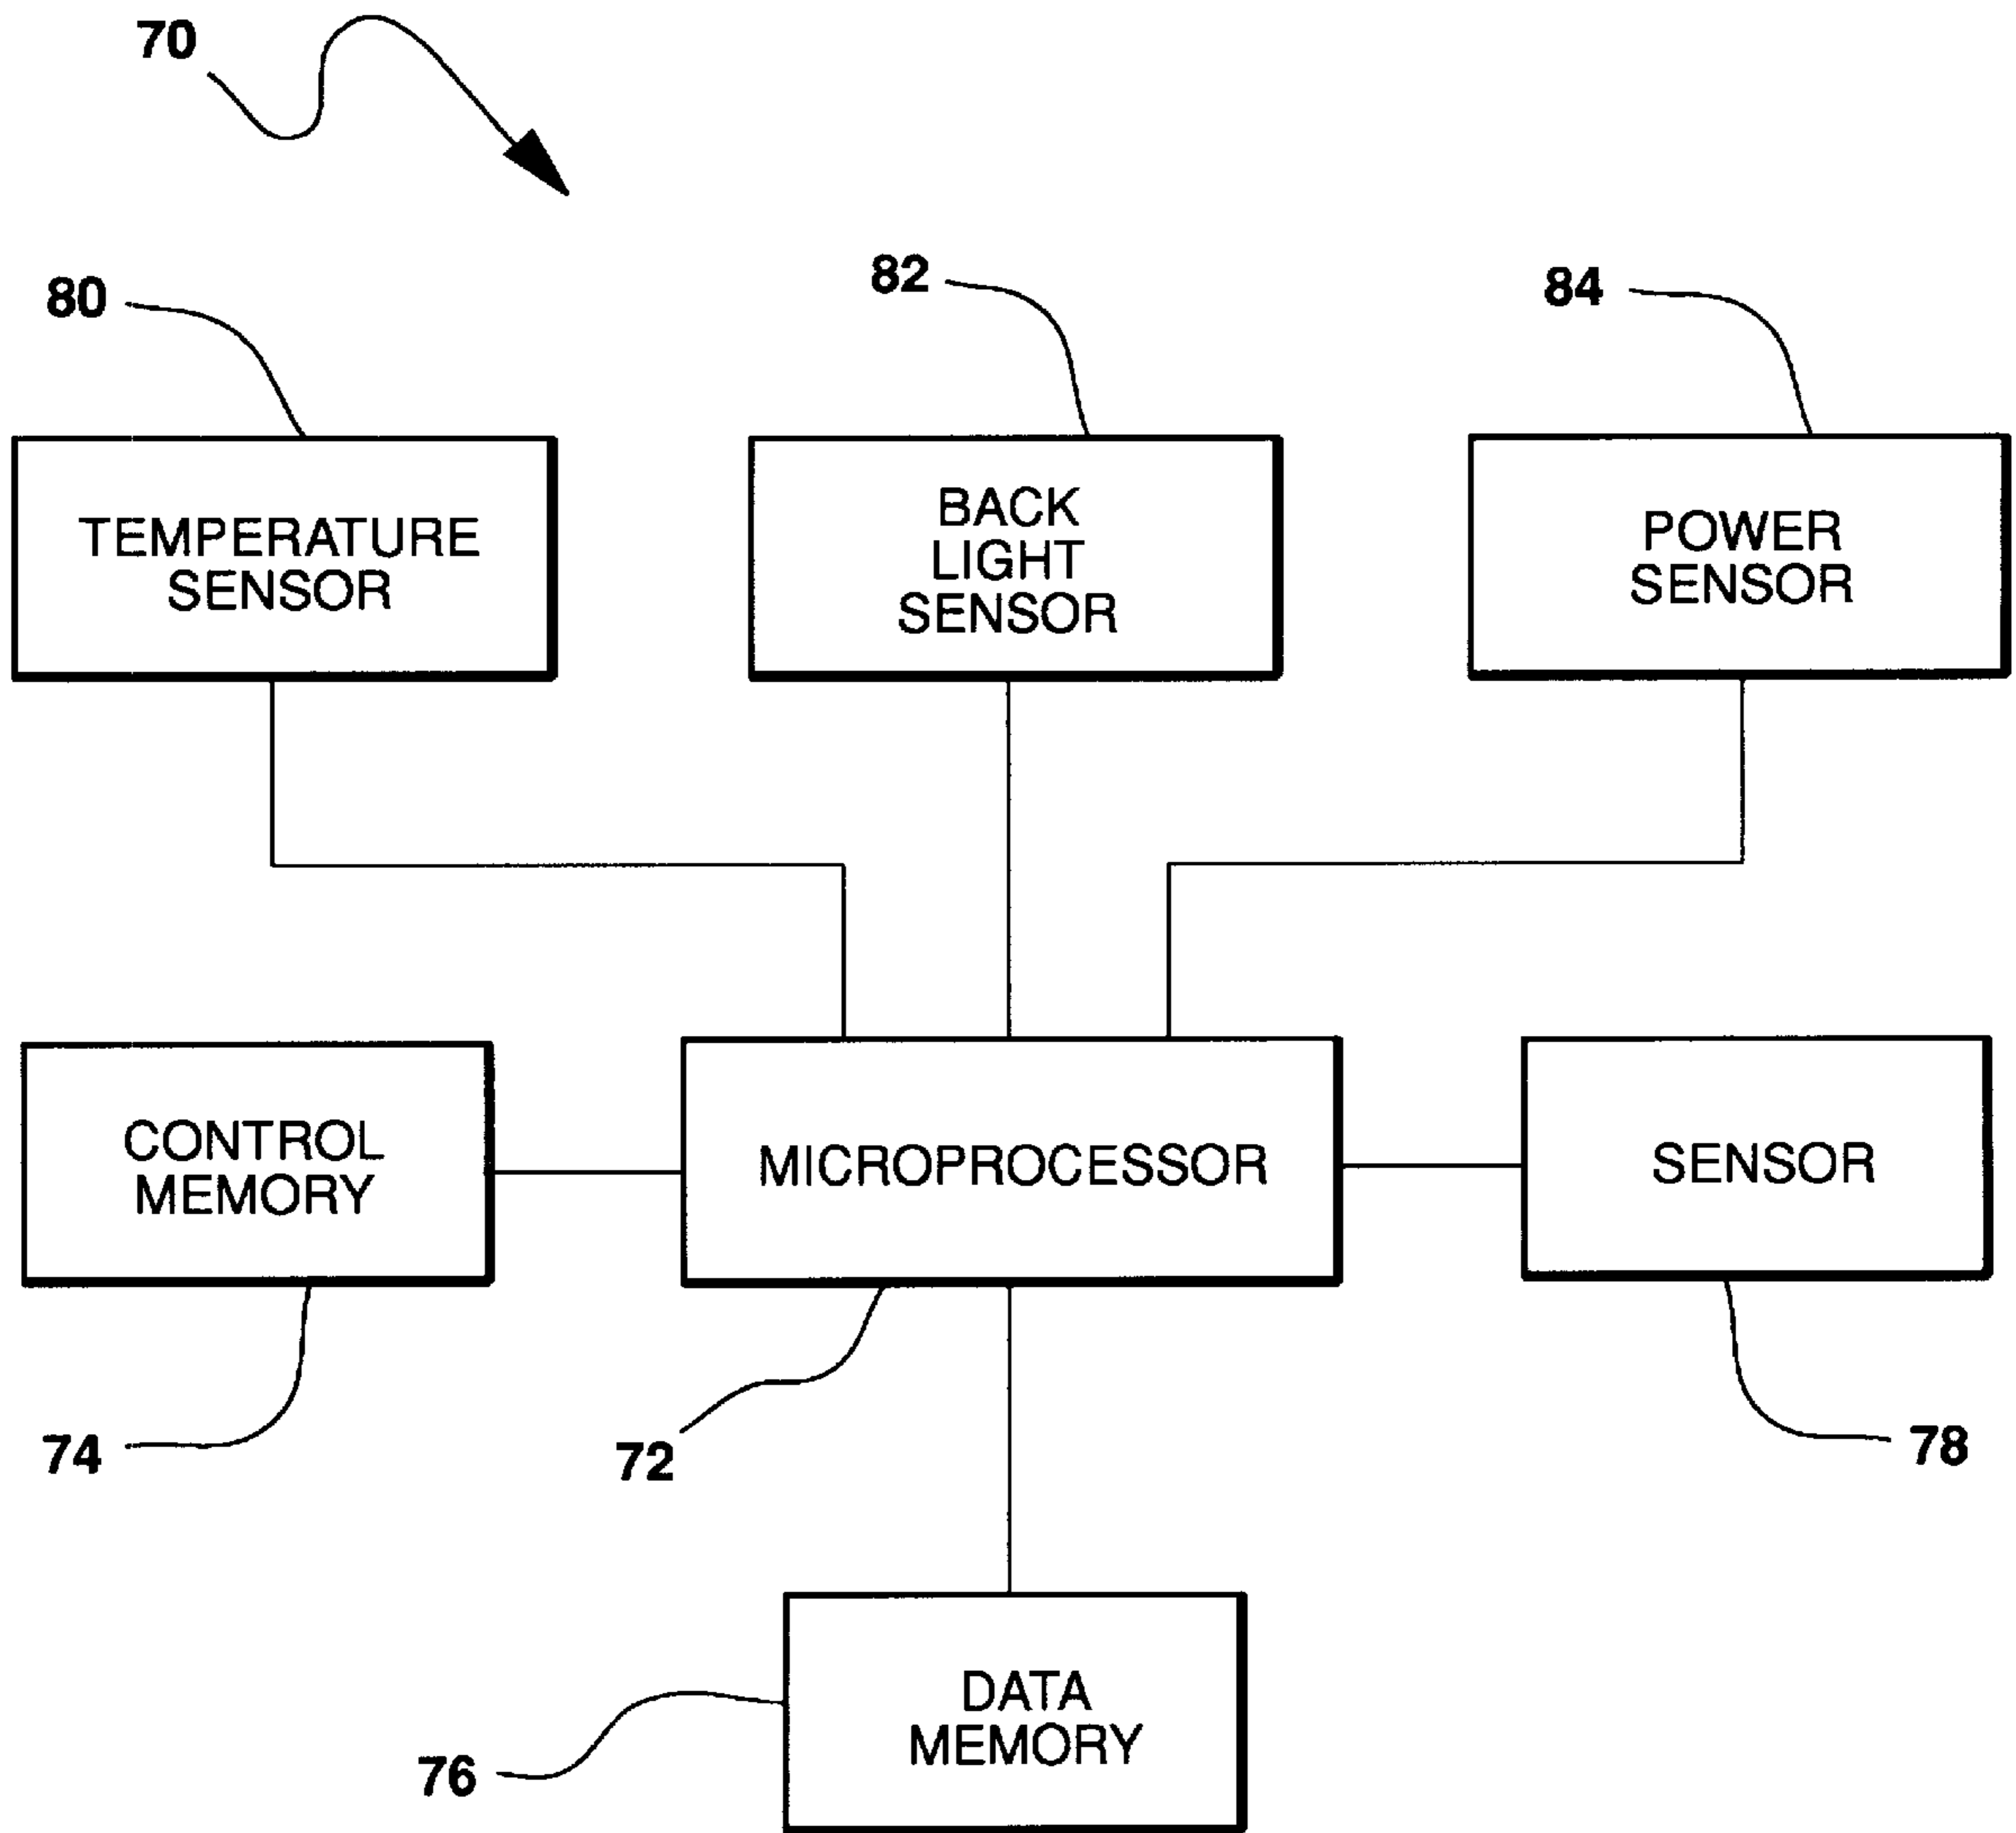 70
80
82
84
TEMPERATURE
SENSOR
BACK
LIGHT
SENSOR
POWER
SENSOR
CONTROL
MEMORY
MICROPROCESSOR
SENSOR
74
72
78
DATA
MEMORY
76